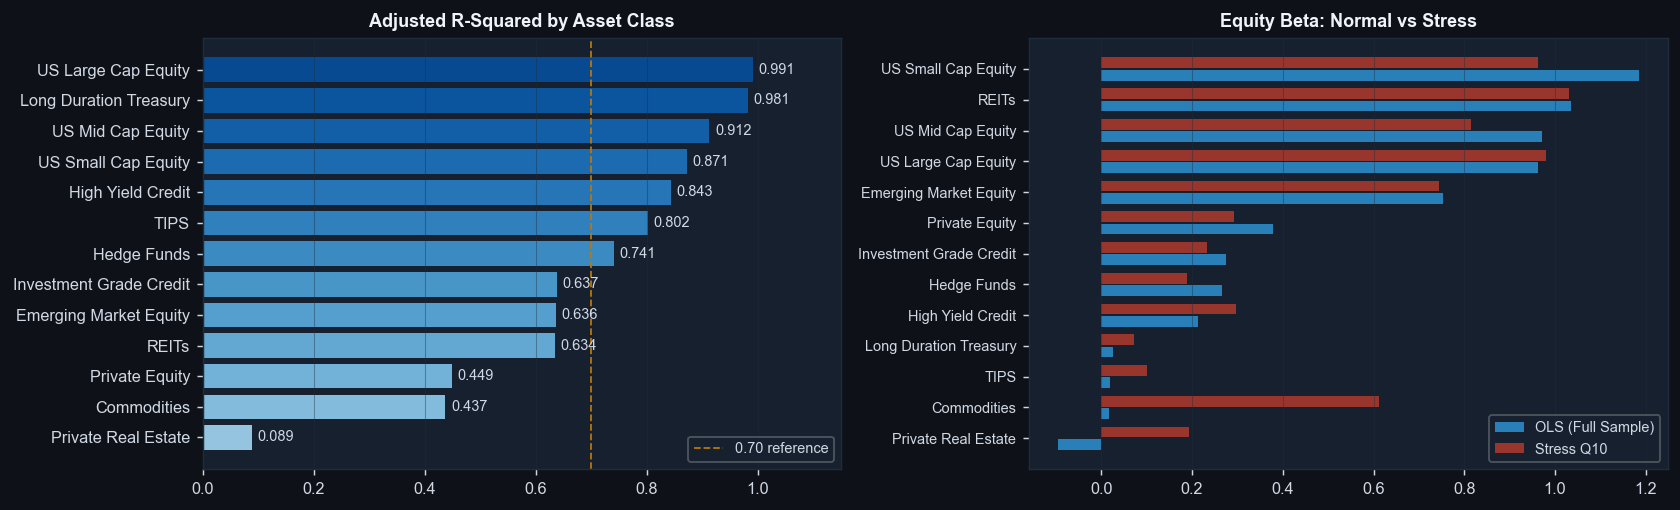 Adjusted R-Squared by Asset Class
US Large Cap Equity 0.991
Long Duration Treasury 0.981
US Mid Cap Equity 0.912
US Small Cap Equity 0.871
High Yield Credit 0.843
TIPS 0.802
Hedge Funds 0.741
Investment Grade Credit 0.637
Emerging Market Equity 0.636
REITs 0.634
Private Equity 0.449
Commodities 0.437
Private Real Estate 0.089
0.70 reference
0.0 0.2 0.4 0.6 0.8 1.0
Equity Beta: Normal vs Stress
US Small Cap Equity
REITs
US Mid Cap Equity
US Large Cap Equity
Emerging Market Equity
Private Equity
Investment Grade Credit
Hedge Funds
High Yield Credit
Long Duration Treasury
TIPS
Commodities
Private Real Estate
OLS (Full Sample)
Stress Q10
0.0 0.2 0.4 0.6 0.8 1.0 1.2